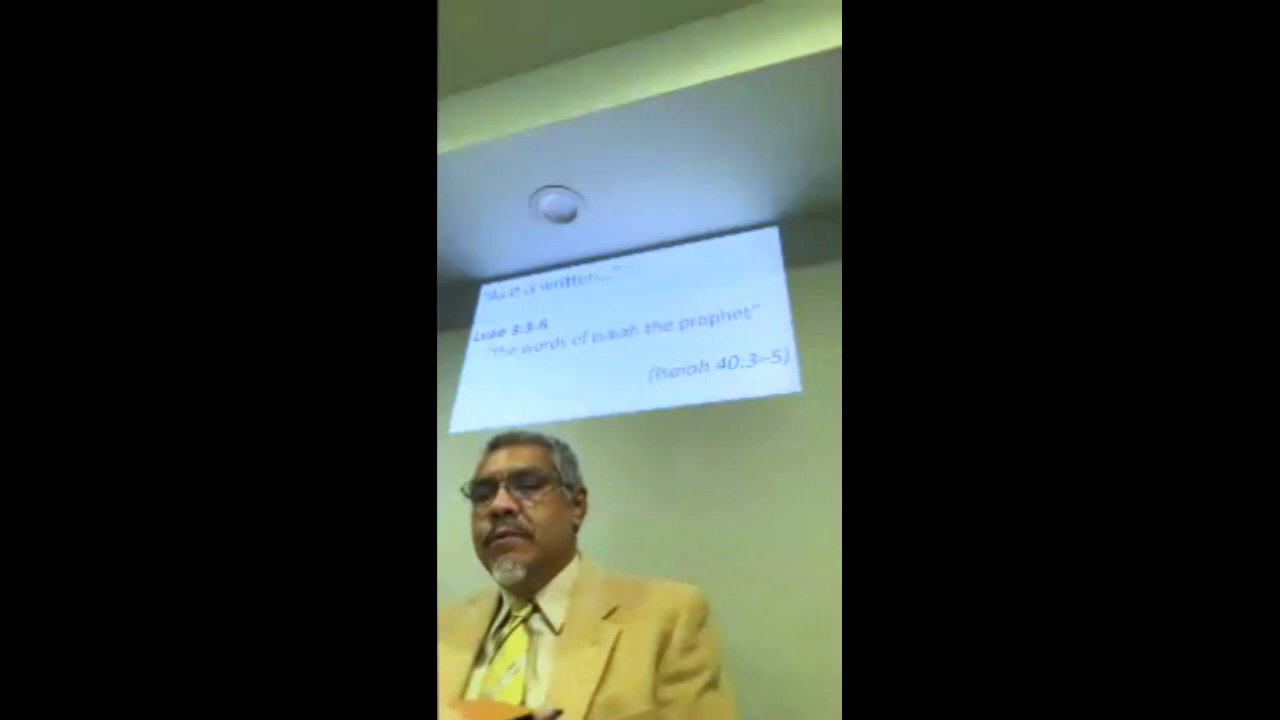 "As it is written..."
Luke 3:3-6
"The words of Isaiah the prophet"
(Isaiah 40:3–5)